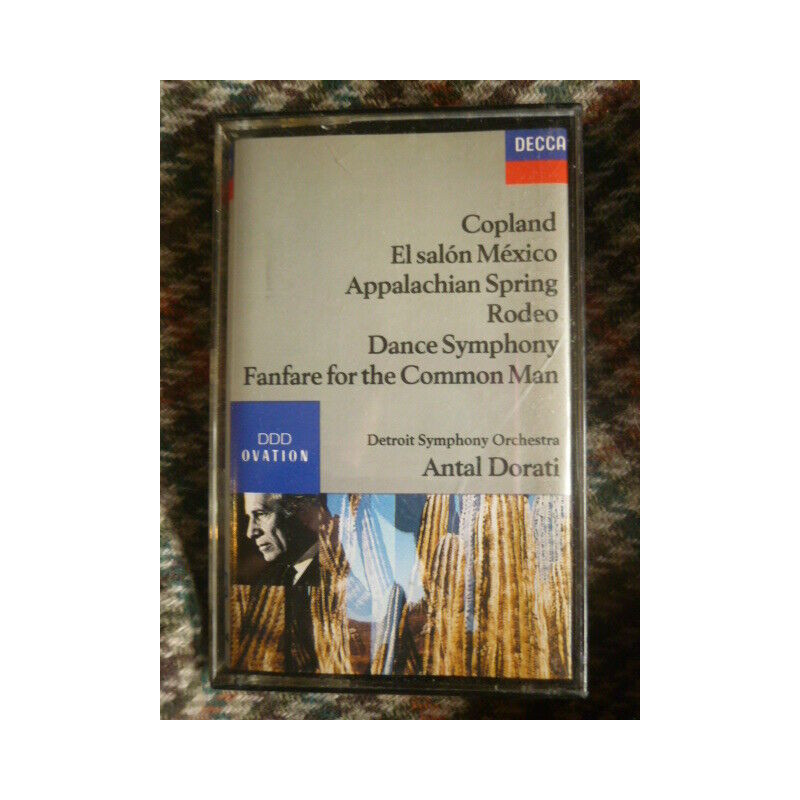 DECCA
Copland
El salón México
Appalachian Spring
Rodeo
Dance Symphony
Fanfare for the Common Man
DDD
OVATION
Detroit Symphony Orchestra
Antal Dorati